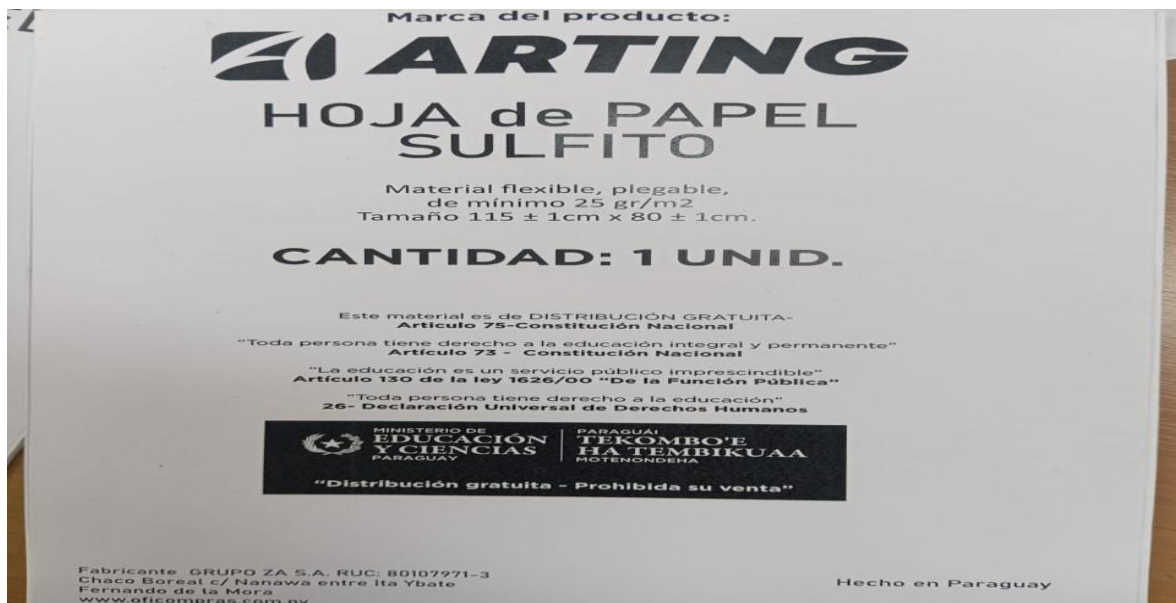 Marca del producto:
ARTING
HOJA de PAPEL
SULFITO
Material flexible, plegable,
de mínimo 25 gr/m2
Tamaño 115 ± 1cm x 80 ± 1cm.
CANTIDAD: 1 UNID.
Este material es de DISTRIBUCIÓN GRATUITA-
Articulo 75-Constitución Nacional
"Toda persona tiene derecho a la educación integral y permanente"
Artículo 73 - Constitución Nacional
"La educación es un servicio público imprescindible"
Artículo 130 de la ley 1626/00 "De la Función Pública"
"Toda persona tiene derecho a la educación"
26- Declaración Universal de Derechos Humanos
MINISTERIO DE
EDUCACIÓN
Y CIENCIAS
PARAGUAY
PARAGUÁI
TEKOMBO'E
HA TEMBIKUAA
MOTENONDEHA
"Distribución gratuita - Prohibida su venta"
Fabricante GRUPO ZA S.A. RUC: 80107971-3
Chaco Boreal c/ Nanawa entre Ita Ybate
Fernando de la Mora
www.oficompras.com.py
Hecho en Paraguay